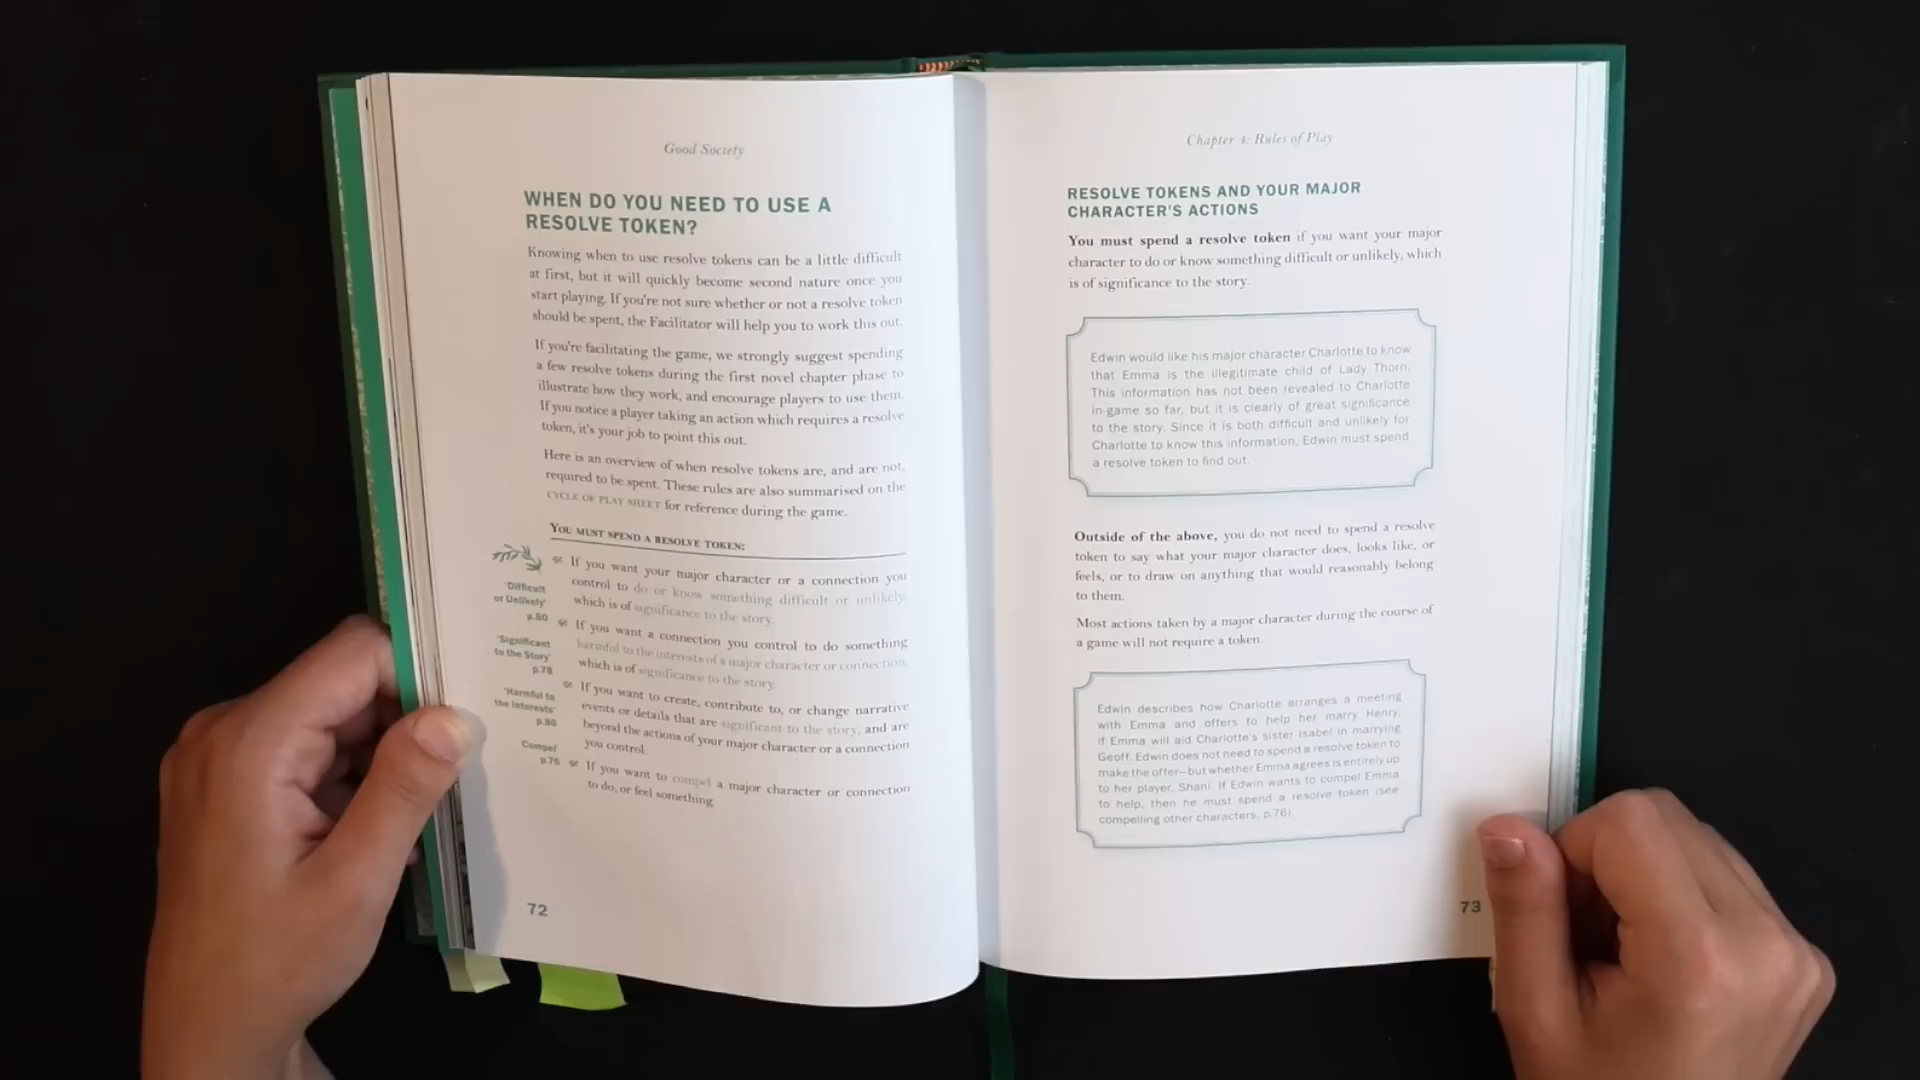 Good Society
WHEN DO YOU NEED TO USE A
RESOLVE TOKEN?
Knowing when to use resolve tokens can be a little difficult
at first, but it will quickly become second nature once you
start playing. If you're not sure whether or not a resolve token
should be spent, the Facilitator will help you to work this out.
If you're facilitating the game, we strongly suggest spending
a few resolve tokens during the first novel chapter phase to
illustrate how they work, and encourage players to use them.
If you notice a player taking an action which requires a resolve
token, it's your job to point this out.
Here is an overview of when resolve tokens are, and are not,
required to be spent. These rules are also summarised on the
CYCLE OF PLAY SHEET for reference during the game.
YOU MUST SPEND A RESOLVE TOKEN:
If you want your major character or a connection you
control to do or know something difficult or unlikely,
which is of significance to the story.
If you want a connection you control to do something
harmful to the interests of a major character or connection,
which is of significance to the story.
If you want to create, contribute to, or change narrative
events or details that are significant to the story, and are
beyond the actions of your major character or a connection
you control.
If you want to compel a major character or connection
to do, or feel something.
'Difficult
or Unlikely'
p.80
'Significant
to the Story'
p.78
'Harmful to
the Interests'
p.80
'Compel'
p.76
72
Chapter 4: Rules of Play
RESOLVE TOKENS AND YOUR MAJOR
CHARACTER'S ACTIONS
You must spend a resolve token if you want your major
character to do or know something difficult or unlikely, which
is of significance to the story.
Edwin would like his major character Charlotte to know
that Emma is the illegitimate child of Lady Thorn.
This information has not been revealed to Charlotte
in-game so far, but it is clearly of great significance
to the story. Since it is both difficult and unlikely for
Charlotte to know this information, Edwin must spend
a resolve token to find out.
Outside of the above, you do not need to spend a resolve
token to say what your major character does, looks like, or
feels, or to draw on anything that would reasonably belong
to them.
Most actions taken by a major character during the course of
a game will not require a token.
Edwin describes how Charlotte arranges a meeting
with Emma and offers to help her marry Henry,
if Emma will aid Charlotte's sister Isabel in marrying
Geoff. Edwin does not need to spend a resolve token to
make the offer—but whether Emma agrees is entirely up
to her player, Shani. If Edwin wants to compel Emma
to help, then he must spend a resolve token (see
compelling other characters, p.76).
73